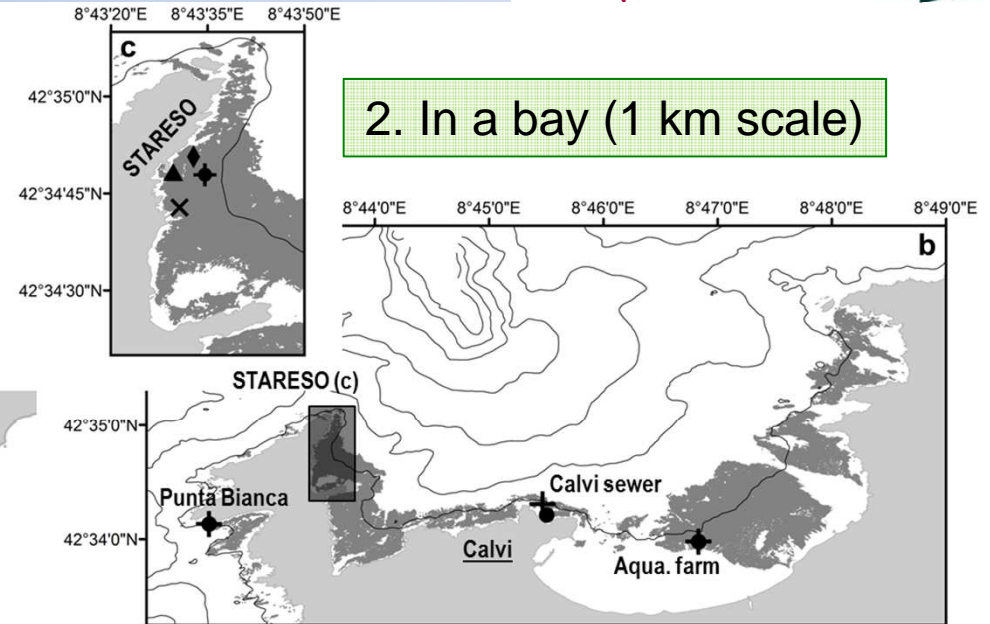 8°43'20"E 8°43'35"E 8°43'50"E
c
42°35'0"N
STARESO
42°34'45"N
42°34'30"N
2. In a bay (1 km scale)
8°44'0"E 8°45'0"E 8°46'0"E 8°47'0"E 8°48'0"E 8°49'0"E
b
STARESO (c)
42°35'0"N
Punta Bianca
Calvi sewer
42°34'0"N
Calvi
Aqua. farm